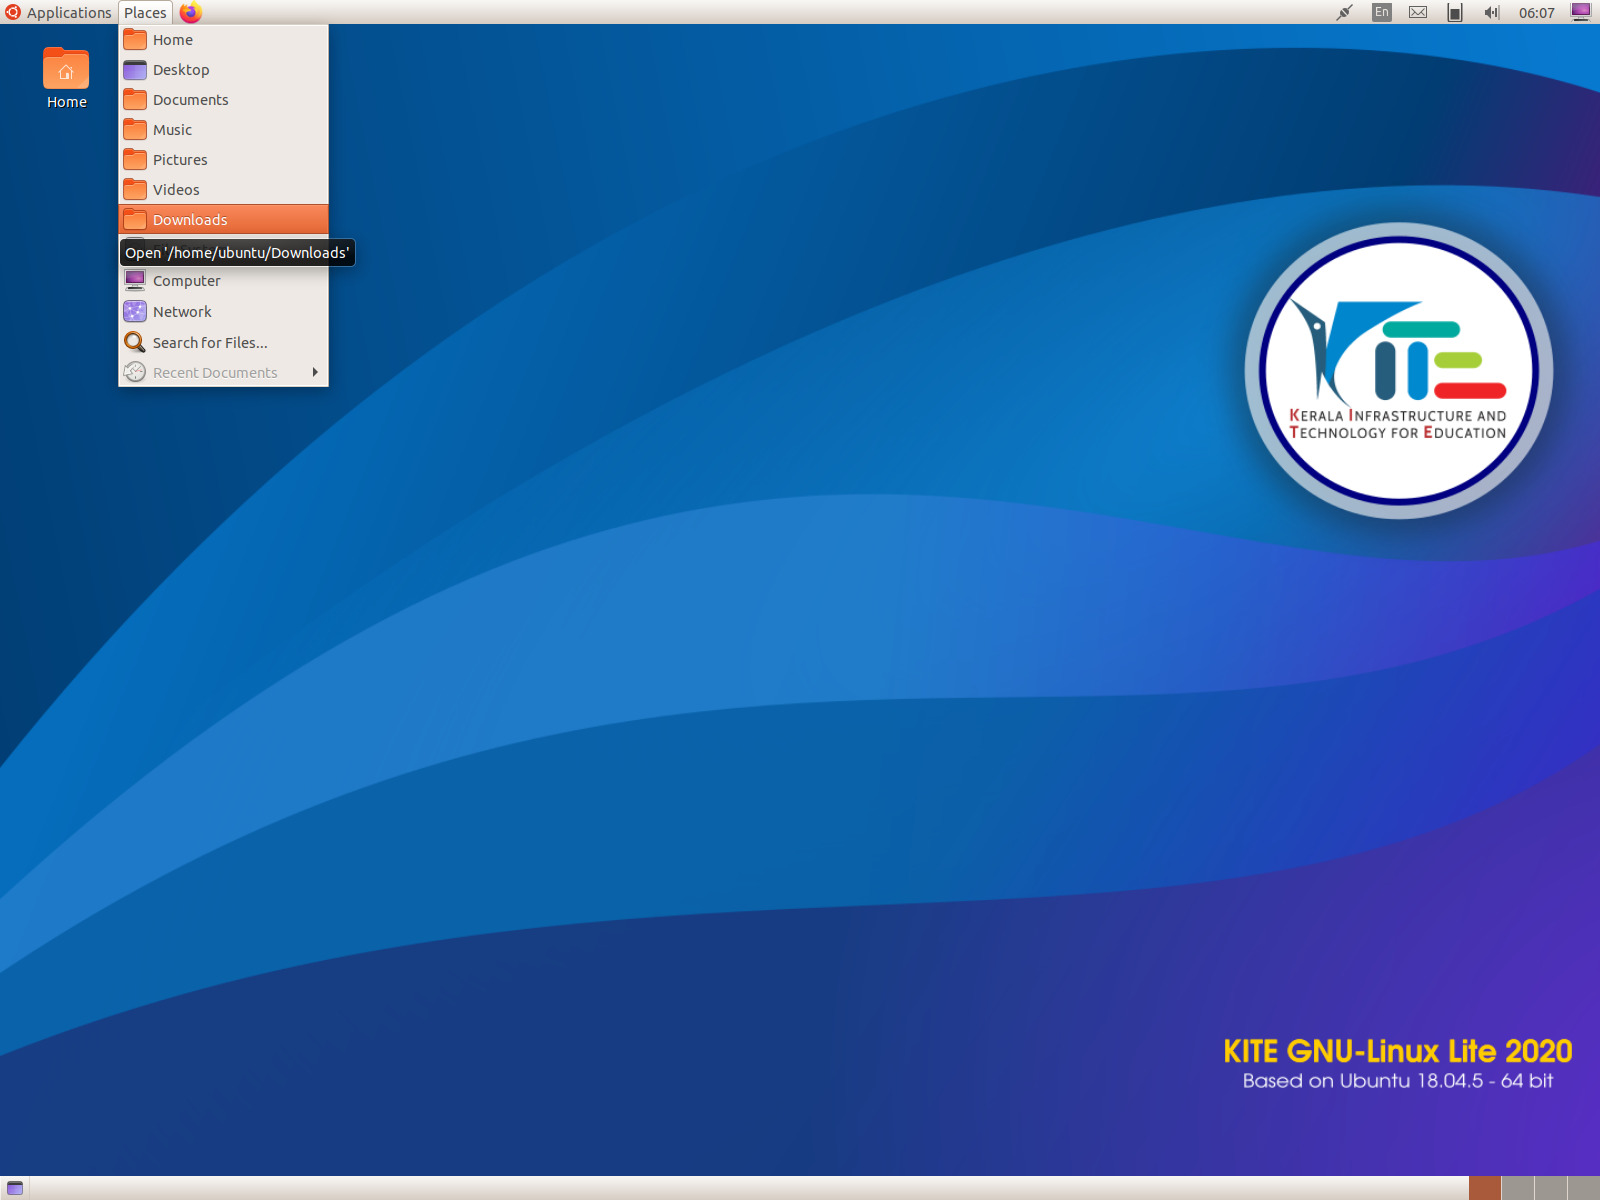 Applications Places En 06:07
Home
Desktop
Documents
Music
Pictures
Videos
Downloads
Open '/home/ubuntu/Downloads'
Computer
Network
Search for Files...
Recent Documents
Home
KITE
KERALA INFRASTRUCTURE AND
TECHNOLOGY FOR EDUCATION
KITE GNU-Linux Lite 2020
Based on Ubuntu 18.04.5 - 64 bit